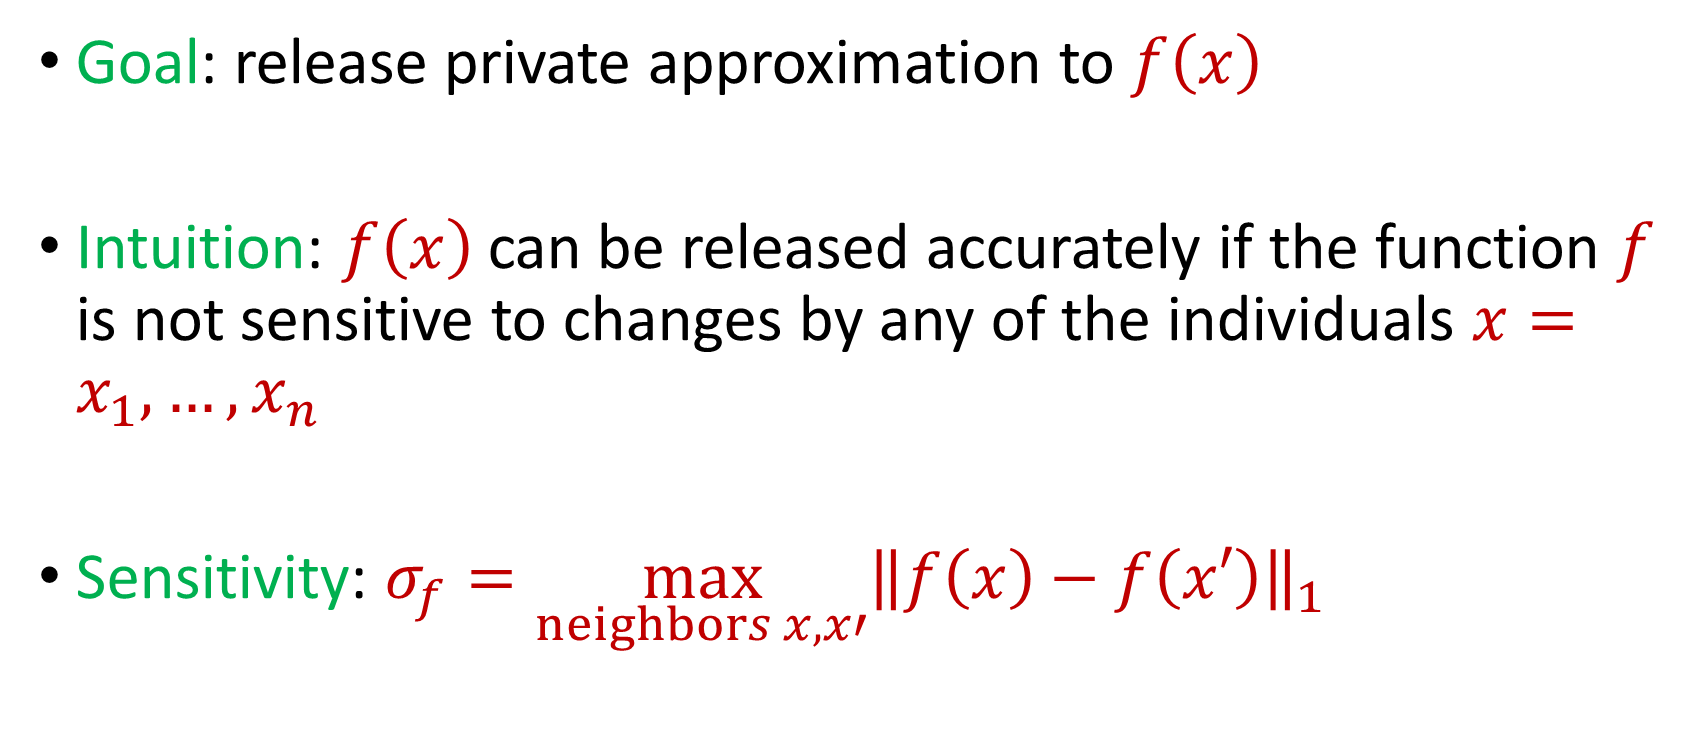 • Goal: release private approximation to f(x)
• Intuition: f(x) can be released accurately if the function f
is not sensitive to changes by any of the individuals x =
x₁, … , xₙ
• Sensitivity: σ_f = max ‖f(x) − f(x′)‖₁
neighbors x,x′